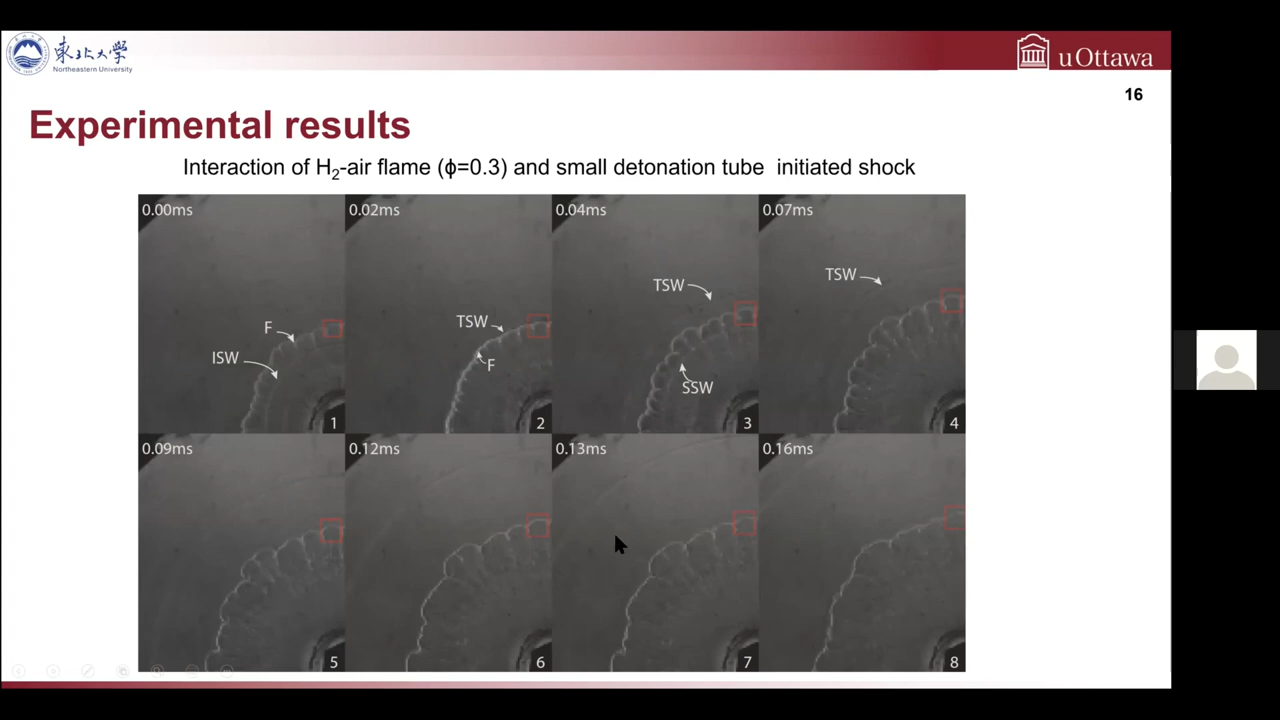 東北大学
Northeastern University
uOttawa
16
Experimental results
Interaction of H₂-air flame (ϕ=0.3) and small detonation tube initiated shock
0.00ms
F
ISW
1
0.02ms
TSW
F
2
0.04ms
TSW
SSW
3
0.07ms
TSW
4
0.09ms
5
0.12ms
6
0.13ms
7
0.16ms
8